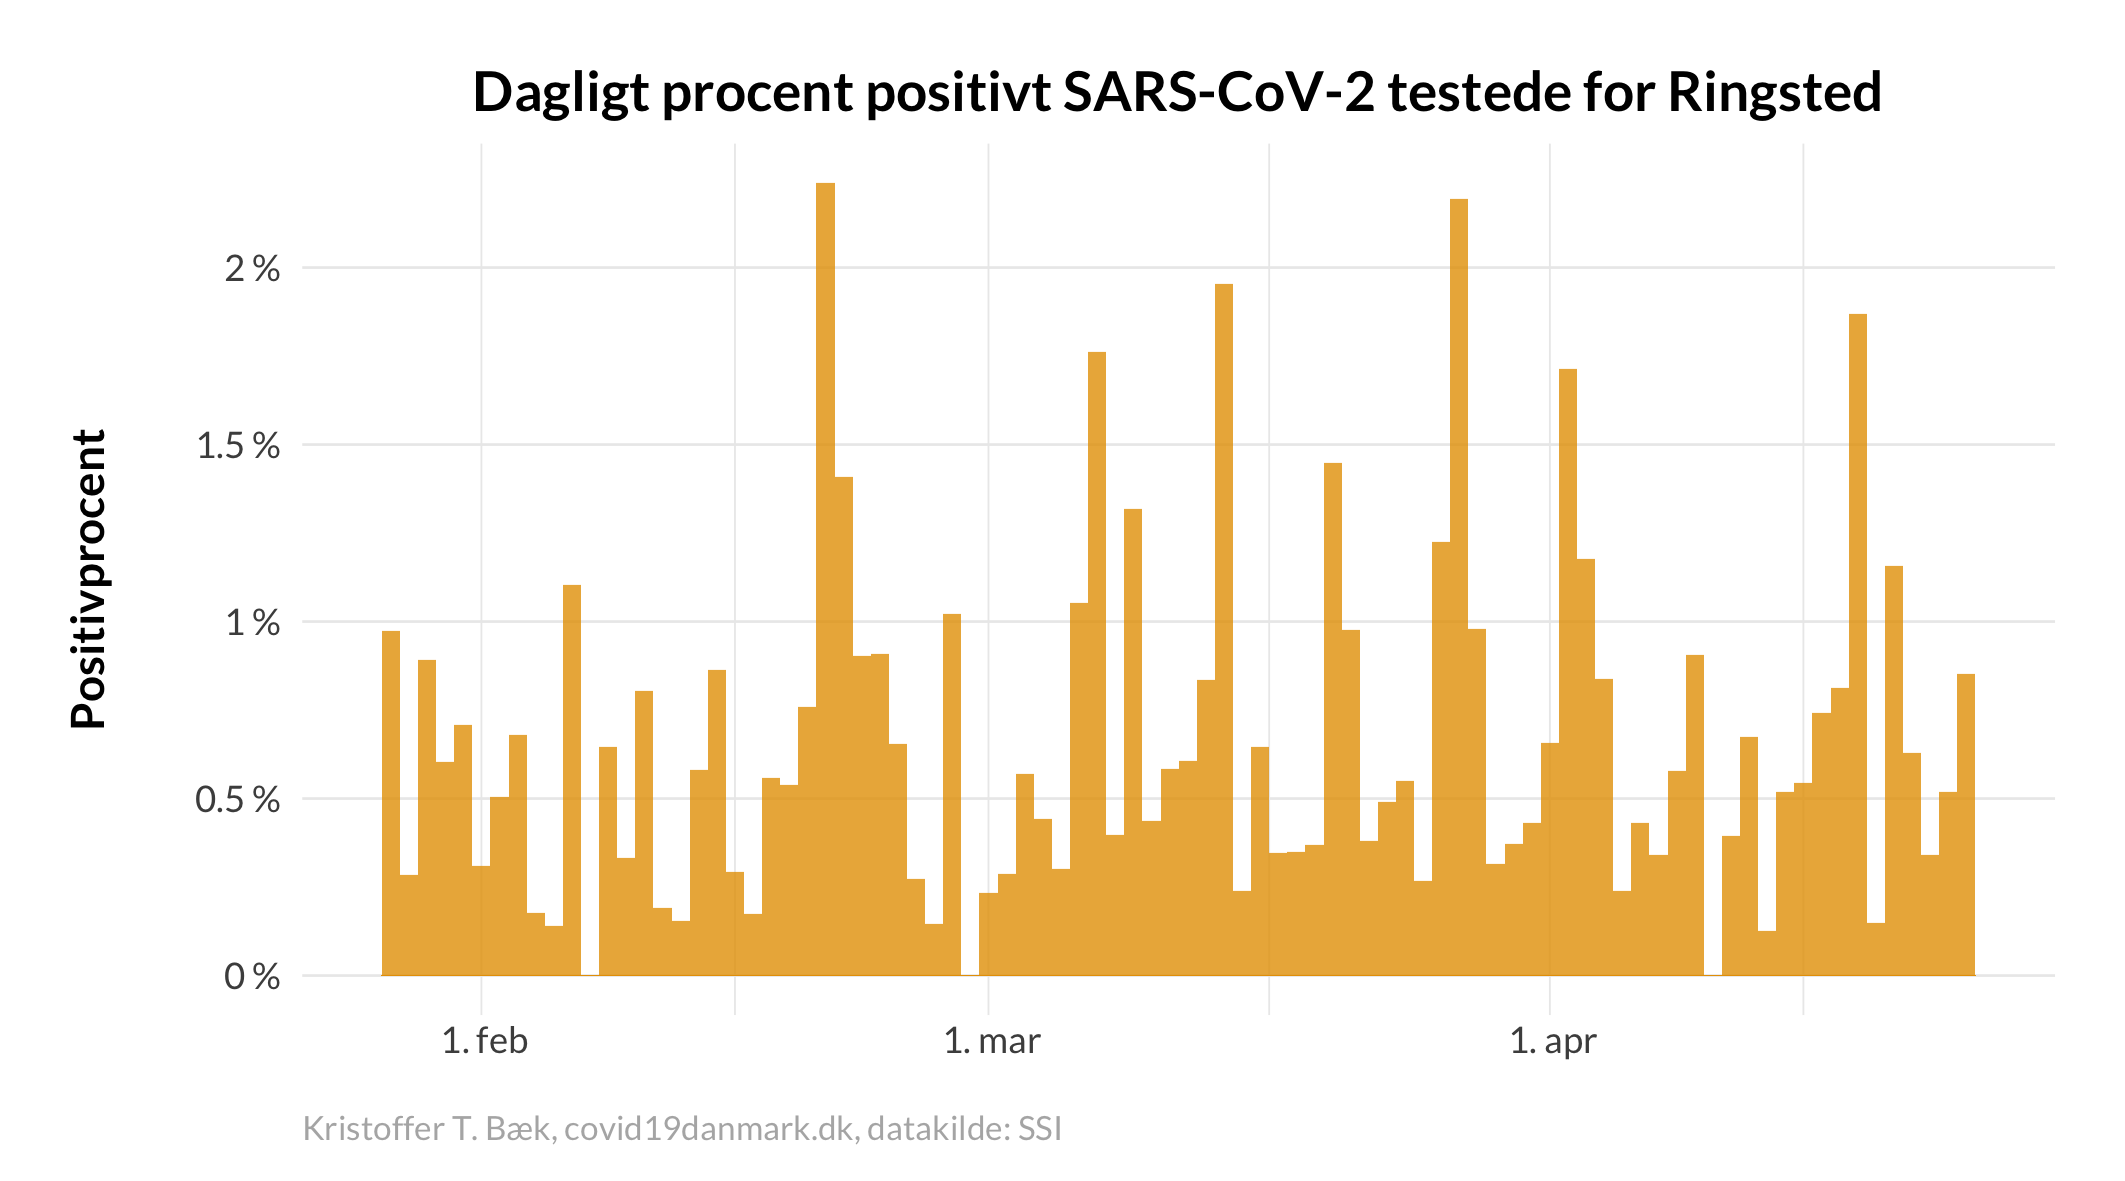 Dagligt procent positivt SARS-CoV-2 testede for Ringsted
Positivprocent
2 %
1.5 %
1 %
0.5 %
0 %
1. feb
1. mar
1. apr
Kristoffer T. Bæk, covid19danmark.dk, datakilde: SSI